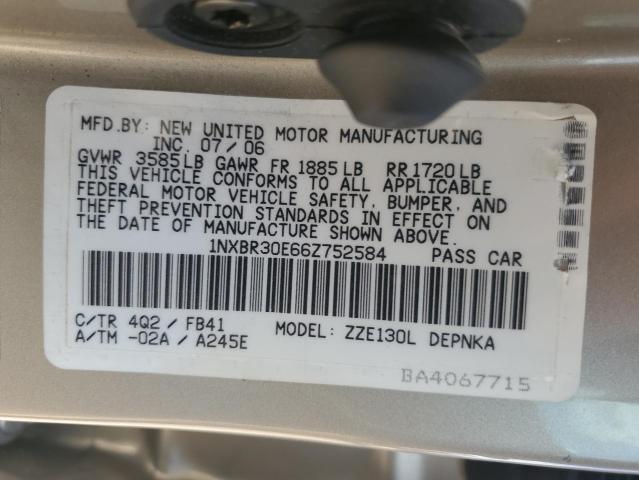 MFD.BY: NEW UNITED MOTOR MANUFACTURING
INC. 07/06
GVWR 3585LB GAWR FR 1885LB RR1720LB
THIS VEHICLE CONFORMS TO ALL APPLICABLE
FEDERAL MOTOR VEHICLE SAFETY, BUMPER, AND
THEFT PREVENTION STANDARDS IN EFFECT ON
THE DATE OF MANUFACTURE SHOWN ABOVE.
1NXBR30E66Z752584 PASS CAR
C/TR 4Q2 / FB41 MODEL: ZZE130L DEPNKA
A/TM -02A / A245E
BA4067715